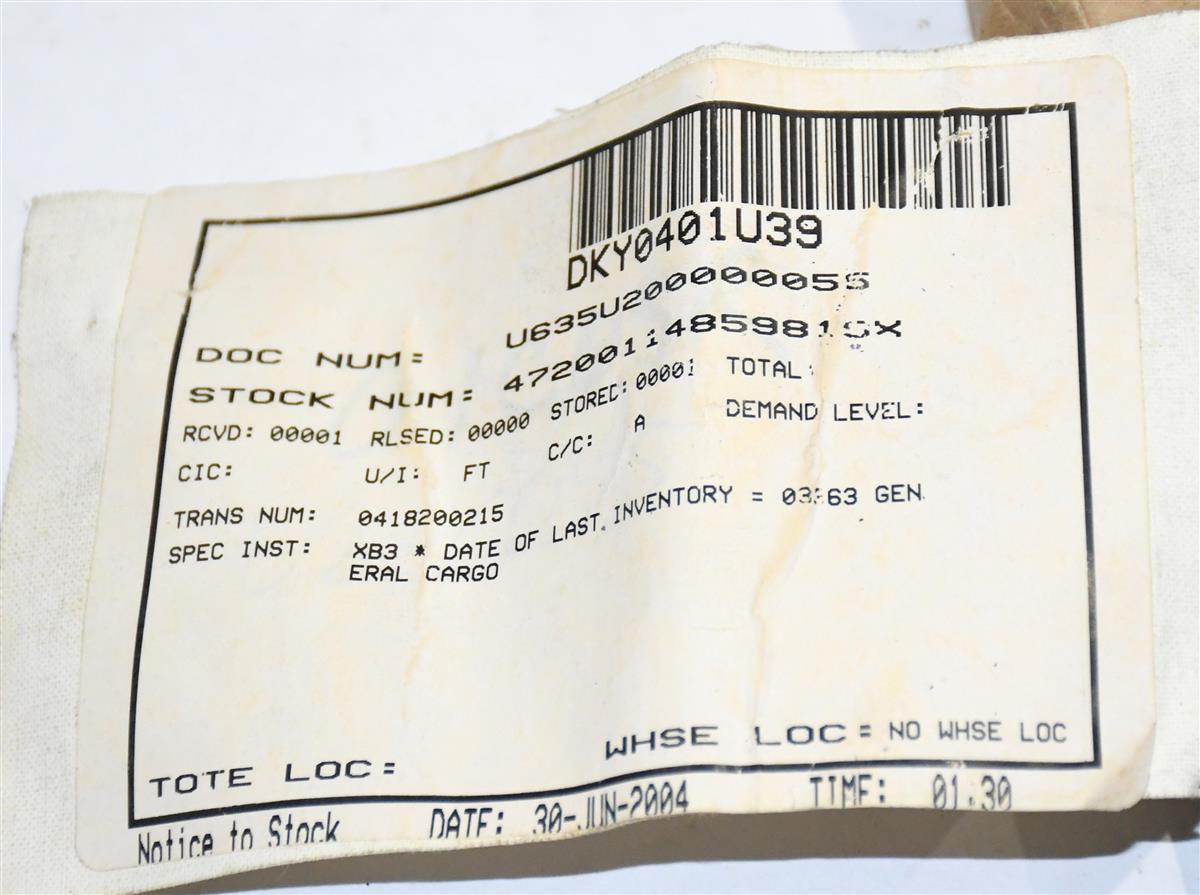 DKY0401U39
DOC NUM: U635U200000055
STOCK NUM: 4720011485981SX
RCVD: 00001 RLSED: 00000 STORED: 00001 TOTAL:
CIC: U/I: FT C/C: A DEMAND LEVEL:
TRANS NUM: 0418200215
SPEC INST: XB3 * DATE OF LAST INVENTORY = GEN
ERAL CARGO
TOTE LOC: WHSE LOC: NO WHSE LOC
Notice to Stock DATE: 30-JUN-2004 TIME: 01:30